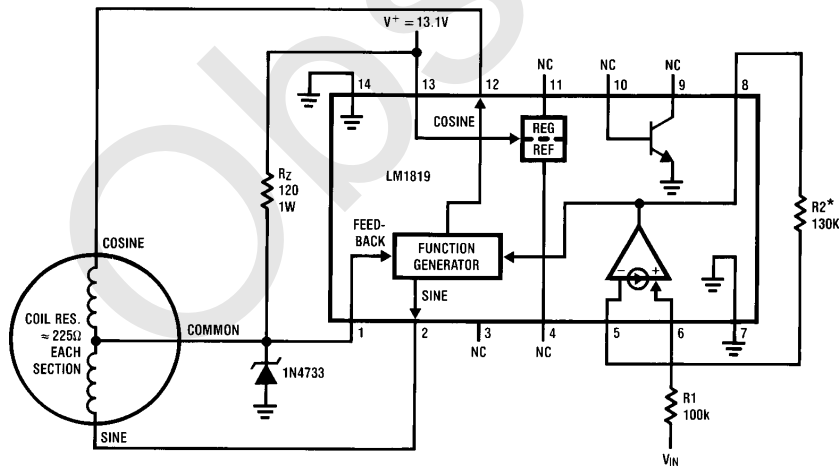 Obs
V+ = 13.1V
NC
NC
NC
14
13
12
11
10
9
8
COSINE
REG
REF
LM1819
RZ
120
1W
R2*
130K
FEED-
BACK
FUNCTION
GENERATOR
COSINE
SINE
- +
COIL RES.
≈ 225Ω
EACH
SECTION
COMMON
1
2
3
4
5
6
7
NC
NC
1N4733
SINE
R1
100k
VIN